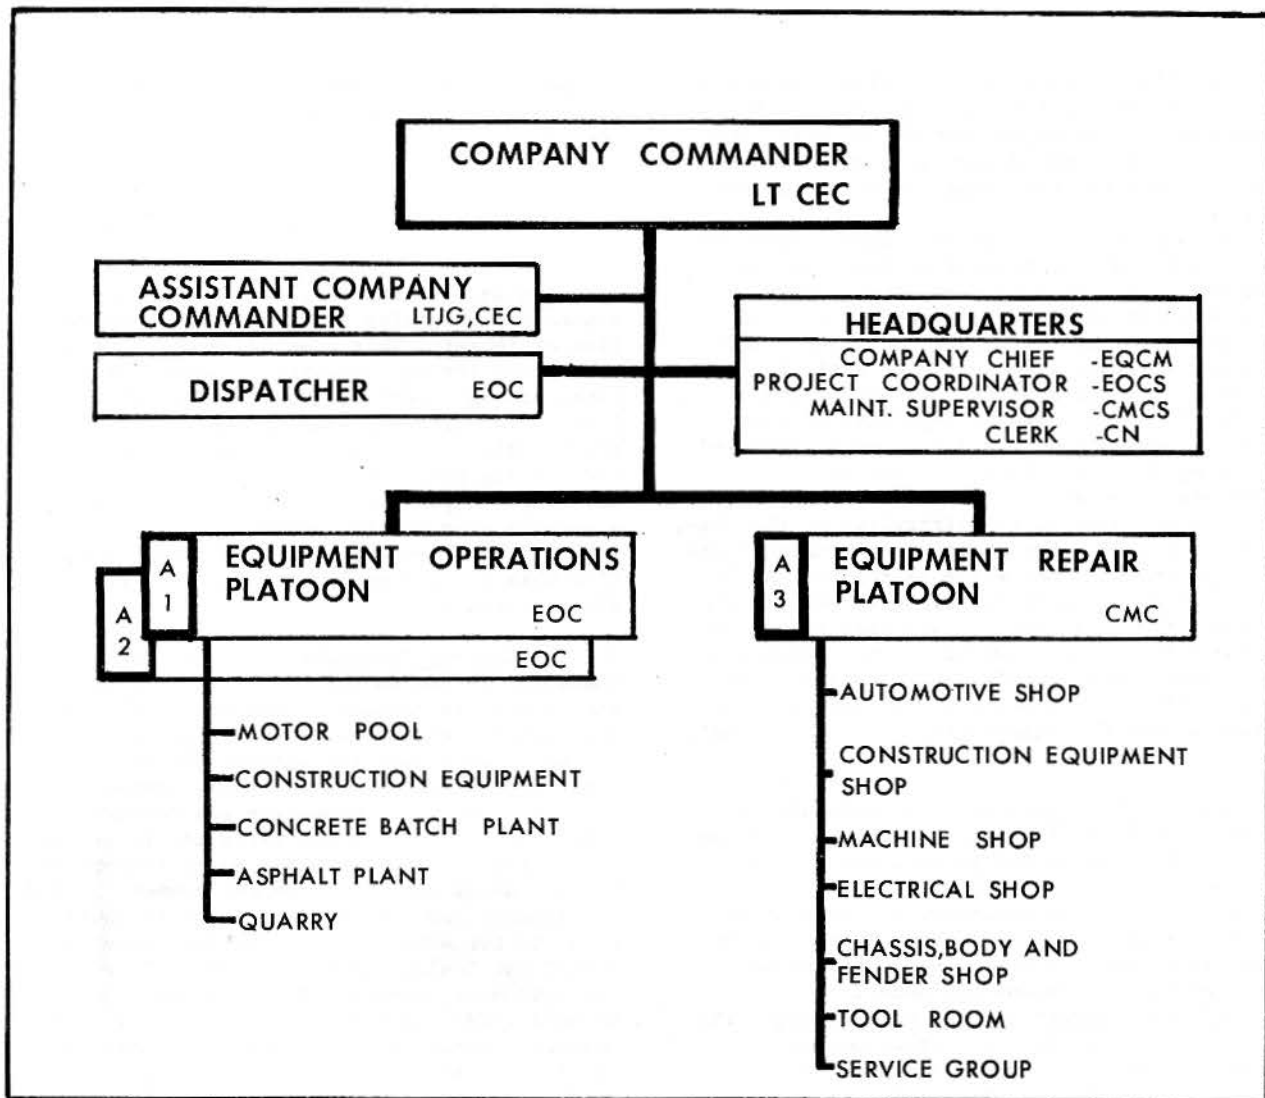 COMPANY COMMANDER
LT CEC
ASSISTANT COMPANY
COMMANDER LTJG,CEC
DISPATCHER EOC
HEADQUARTERS
COMPANY CHIEF -EQCM
PROJECT COORDINATOR -EOCS
MAINT. SUPERVISOR -CMCS
CLERK -CN
A
1
EQUIPMENT OPERATIONS
PLATOON
EOC
A
2
EOC
MOTOR POOL
CONSTRUCTION EQUIPMENT
CONCRETE BATCH PLANT
ASPHALT PLANT
QUARRY
A
3
EQUIPMENT REPAIR
PLATOON
CMC
AUTOMOTIVE SHOP
CONSTRUCTION EQUIPMENT
SHOP
MACHINE SHOP
ELECTRICAL SHOP
CHASSIS,BODY AND
FENDER SHOP
TOOL ROOM
SERVICE GROUP